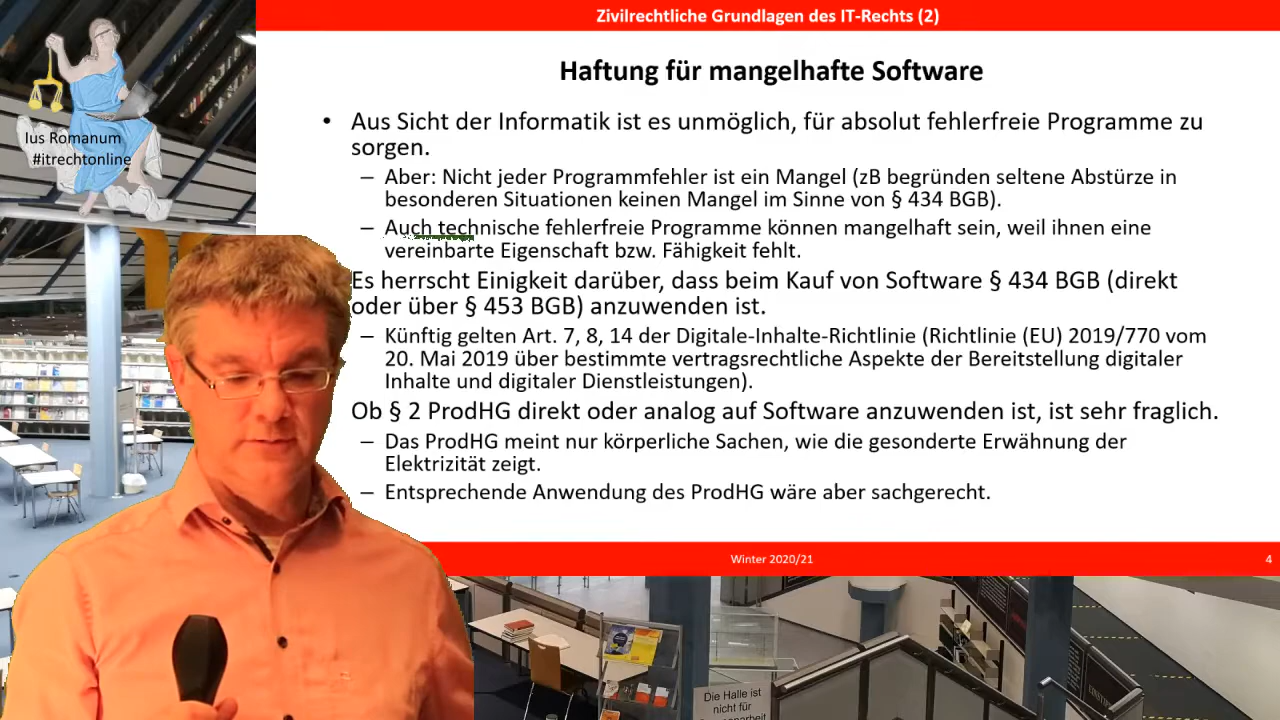 Zivilrechtliche Grundlagen des IT-Rechts (2)
Haftung für mangelhafte Software
Ius Romanum
#itrechtonline
• Aus Sicht der Informatik ist es unmöglich, für absolut fehlerfreie Programme zu
sorgen.
– Aber: Nicht jeder Programmfehler ist ein Mangel (zB begründen seltene Abstürze in
besonderen Situationen keinen Mangel im Sinne von § 434 BGB).
– Auch technische fehlerfreie Programme können mangelhaft sein, weil ihnen eine
vereinbarte Eigenschaft bzw. Fähigkeit fehlt.
Es herrscht Einigkeit darüber, dass beim Kauf von Software § 434 BGB (direkt
oder über § 453 BGB) anzuwenden ist.
– Künftig gelten Art. 7, 8, 14 der Digitale-Inhalte-Richtlinie (Richtlinie (EU) 2019/770 vom
20. Mai 2019 über bestimmte vertragsrechtliche Aspekte der Bereitstellung digitaler
Inhalte und digitaler Dienstleistungen).
Ob § 2 ProdHG direkt oder analog auf Software anzuwenden ist, ist sehr fraglich.
– Das ProdHG meint nur körperliche Sachen, wie die gesonderte Erwähnung der
Elektrizität zeigt.
– Entsprechende Anwendung des ProdHG wäre aber sachgerecht.
Winter 2020/21
4
Die Halle ist
nicht für